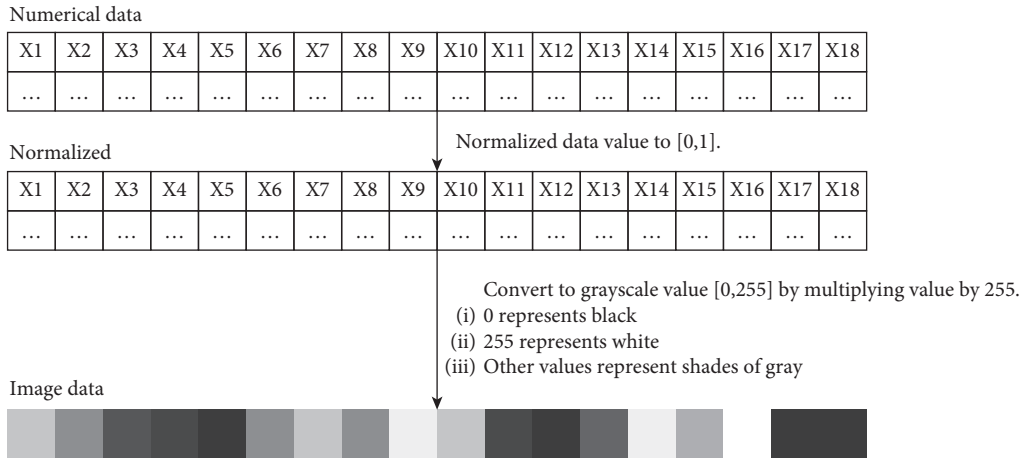 Numerical data
X1 X2 X3 X4 X5 X6 X7 X8 X9 X10 X11 X12 X13 X14 X15 X16 X17 X18
… … … … … … … … … … … … … … … … … …
Normalized data value to [0,1].
Normalized
X1 X2 X3 X4 X5 X6 X7 X8 X9 X10 X11 X12 X13 X14 X15 X16 X17 X18
… … … … … … … … … … … … … … … … … …
Convert to grayscale value [0,255] by multiplying value by 255.
(i) 0 represents black
(ii) 255 represents white
(iii) Other values represent shades of gray
Image data